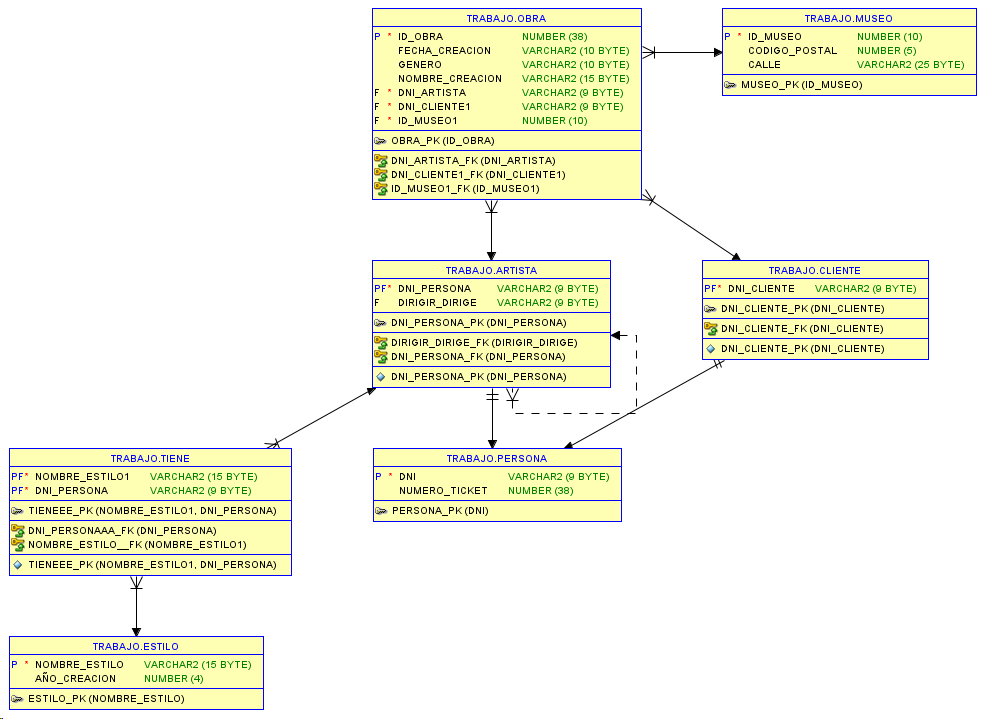 TRABAJO.OBRA
P * ID_OBRA NUMBER (38)
FECHA_CREACION VARCHAR2 (10 BYTE)
GENERO VARCHAR2 (10 BYTE)
NOMBRE_CREACION VARCHAR2 (15 BYTE)
F * DNI_ARTISTA VARCHAR2 (9 BYTE)
F * DNI_CLIENTE1 VARCHAR2 (9 BYTE)
F * ID_MUSEO1 NUMBER (10)
OBRA_PK (ID_OBRA)
DNI_ARTISTA_FK (DNI_ARTISTA)
DNI_CLIENTE1_FK (DNI_CLIENTE1)
ID_MUSEO1_FK (ID_MUSEO1)
TRABAJO.MUSEO
P * ID_MUSEO NUMBER (10)
CODIGO_POSTAL NUMBER (5)
CALLE VARCHAR2 (25 BYTE)
MUSEO_PK (ID_MUSEO)
TRABAJO.ARTISTA
PF* DNI_PERSONA VARCHAR2 (9 BYTE)
F DIRIGIR_DIRIGE VARCHAR2 (9 BYTE)
DNI_PERSONA_PK (DNI_PERSONA)
DIRIGIR_DIRIGE_FK (DIRIGIR_DIRIGE)
DNI_PERSONA_FK (DNI_PERSONA)
DNI_PERSONA_PK (DNI_PERSONA)
TRABAJO.CLIENTE
PF* DNI_CLIENTE VARCHAR2 (9 BYTE)
DNI_CLIENTE_PK (DNI_CLIENTE)
DNI_CLIENTE_FK (DNI_CLIENTE)
DNI_CLIENTE_PK (DNI_CLIENTE)
TRABAJO.TIENE
PF* NOMBRE_ESTILO1 VARCHAR2 (15 BYTE)
PF* DNI_PERSONA VARCHAR2 (9 BYTE)
TIENEEE_PK (NOMBRE_ESTILO1, DNI_PERSONA)
DNI_PERSONAAA_FK (DNI_PERSONA)
NOMBRE_ESTILO__FK (NOMBRE_ESTILO1)
TIENEEE_PK (NOMBRE_ESTILO1, DNI_PERSONA)
TRABAJO.PERSONA
P * DNI VARCHAR2 (9 BYTE)
NUMERO_TICKET NUMBER (38)
PERSONA_PK (DNI)
TRABAJO.ESTILO
P * NOMBRE_ESTILO VARCHAR2 (15 BYTE)
AÑO_CREACION NUMBER (4)
ESTILO_PK (NOMBRE_ESTILO)